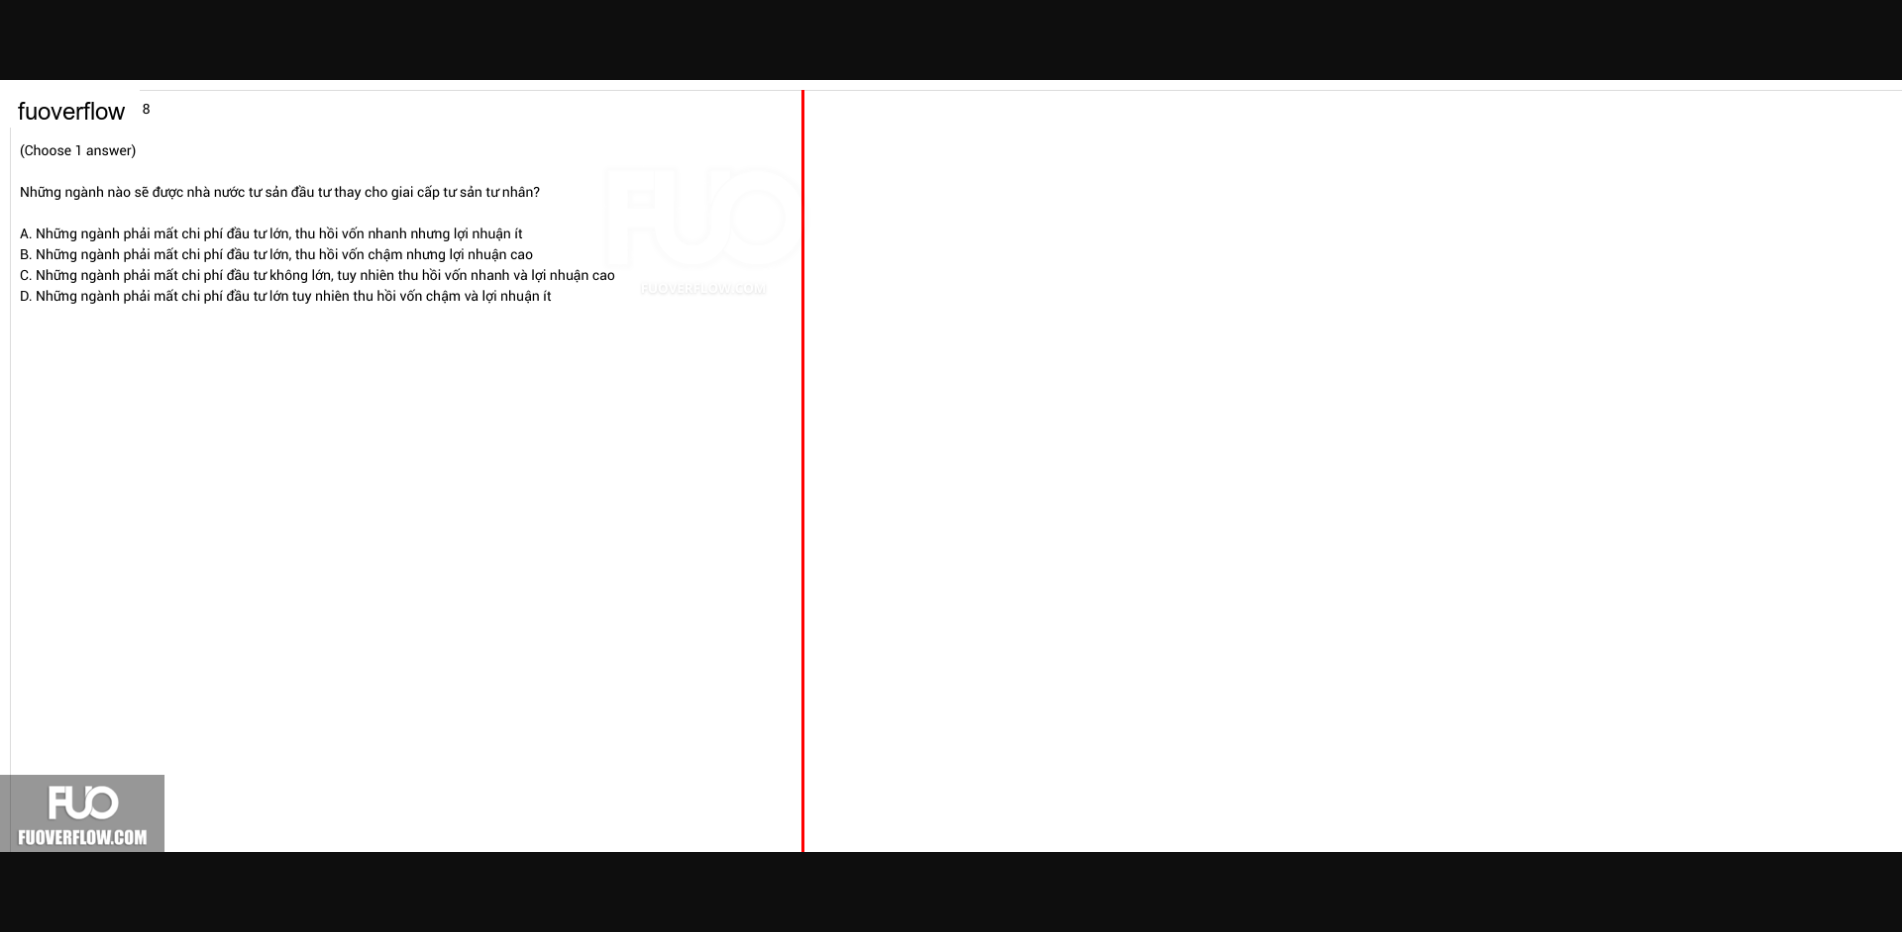 fuoverflow 8
(Choose 1 answer)
Những ngành nào sẽ được nhà nước tư sản đầu tư thay cho giai cấp tư sản tư nhân?
A. Những ngành phải mất chi phí đầu tư lớn, thu hồi vốn nhanh nhưng lợi nhuận ít
B. Những ngành phải mất chi phí đầu tư lớn, thu hồi vốn chậm nhưng lợi nhuận cao
C. Những ngành phải mất chi phí đầu tư không lớn, tuy nhiên thu hồi vốn nhanh và lợi nhuận cao
D. Những ngành phải mất chi phí đầu tư lớn tuy nhiên thu hồi vốn chậm và lợi nhuận ít
FUO
FUOVERFLOW.COM
FUO
FUOVERFLOW.COM